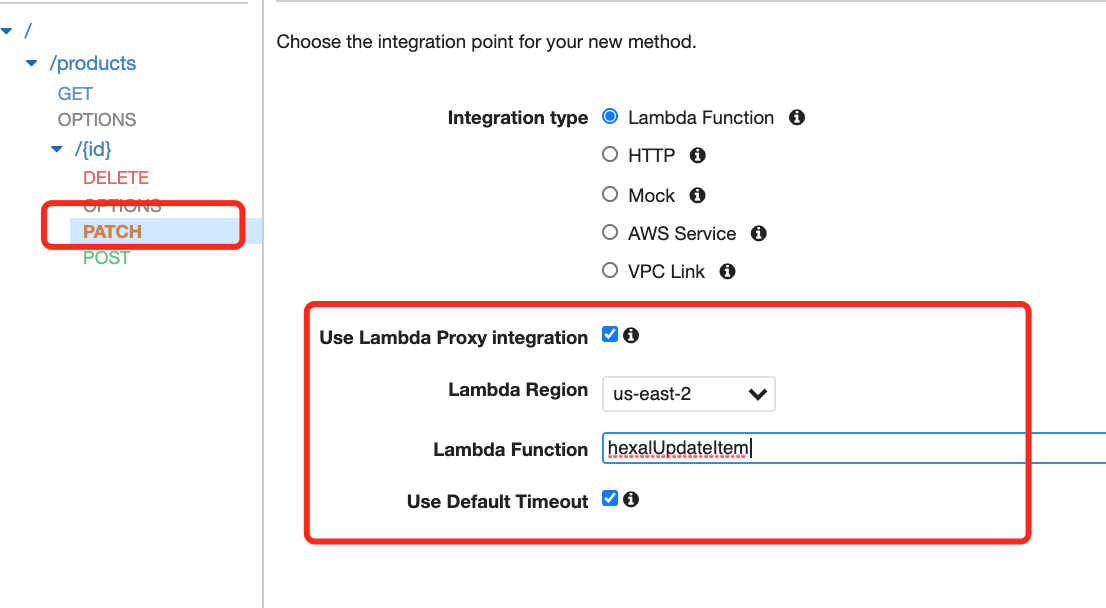 /
/products
GET
OPTIONS
/{id}
DELETE
OPTIONS
PATCH
POST
Choose the integration point for your new method.
Integration type Lambda Function
HTTP
Mock
AWS Service
VPC Link
Use Lambda Proxy integration
Lambda Region us-east-2
Lambda Function hexalUpdateItem
Use Default Timeout